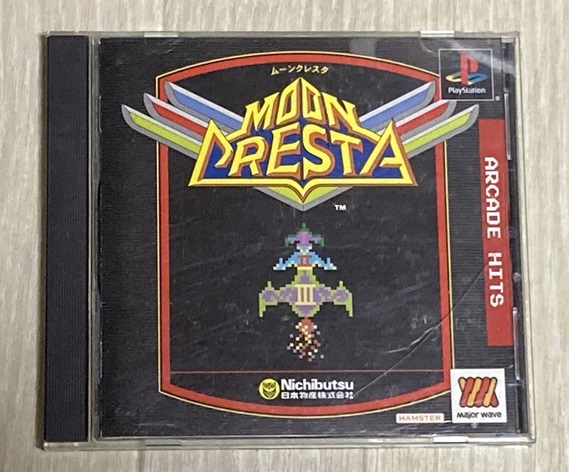 ムーンクレスタ
MOON
CRESTA
TM
PlayStation
ARCADE HITS
Nichibutsu
日本物産株式会社
HAMSTER
major wave